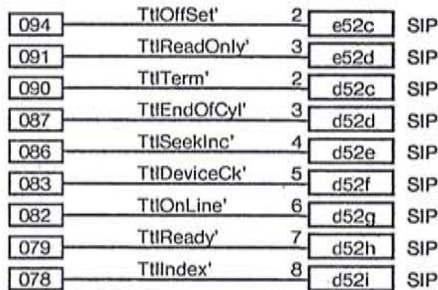 094 TtlOffSet' 2 e52c SIP
091 TtlReadOnly' 3 e52d SIP
090 TtlTerm' 2 d52c SIP
087 TtlEndOfCyl' 3 d52d SIP
086 TtlSeekInc' 4 d52e SIP
083 TtlDeviceCk' 5 d52f SIP
082 TtlOnLine' 6 d52g SIP
079 TtlReady' 7 d52h SIP
078 TtlIndex' 8 d52i SIP